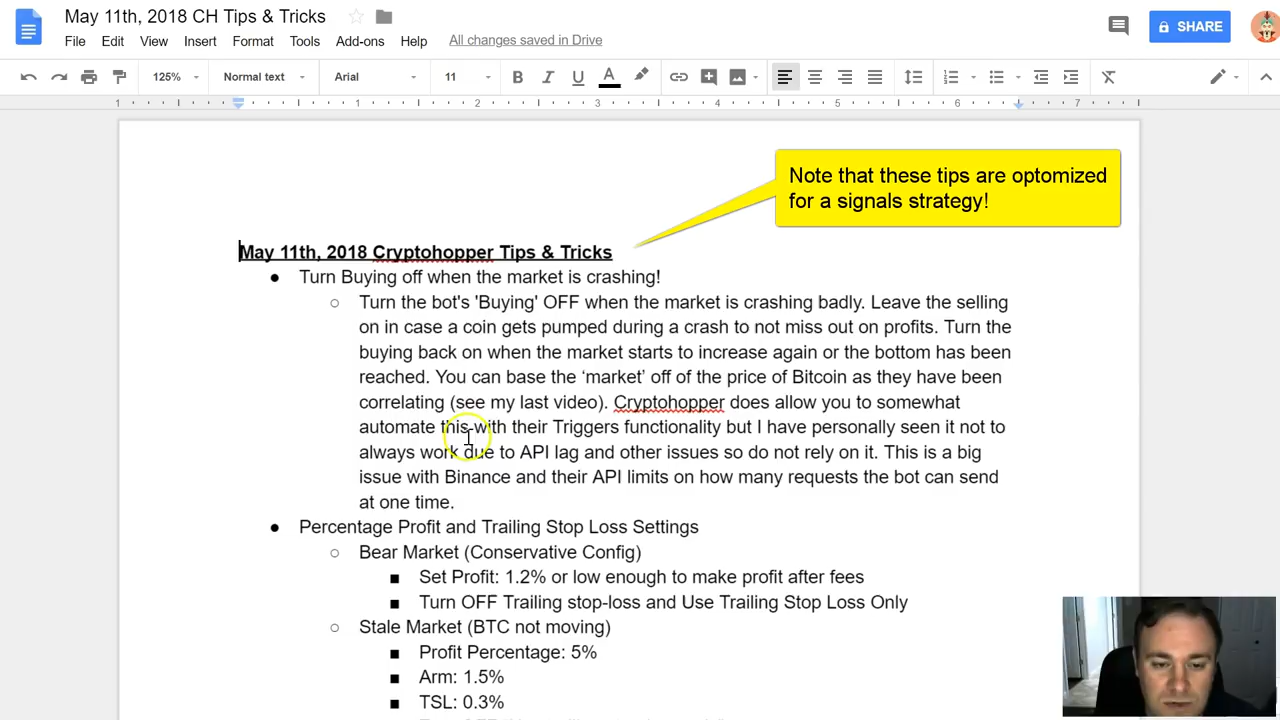 May 11th, 2018 CH Tips & Tricks
File Edit View Insert Format Tools Add-ons Help All changes saved in Drive
SHARE
125% Normal text Arial 11
1 1 2 3 4 5 6 7
Note that these tips are optomized
for a signals strategy!
May 11th, 2018 Cryptohopper Tips & Tricks
● Turn Buying off when the market is crashing!
○ Turn the bot's 'Buying' OFF when the market is crashing badly. Leave the selling
on in case a coin gets pumped during a crash to not miss out on profits. Turn the
buying back on when the market starts to increase again or the bottom has been
reached. You can base the ‘market’ off of the price of Bitcoin as they have been
correlating (see my last video). Cryptohopper does allow you to somewhat
automate this with their Triggers functionality but I have personally seen it not to
always work due to API lag and other issues so do not rely on it. This is a big
issue with Binance and their API limits on how many requests the bot can send
at one time.
● Percentage Profit and Trailing Stop Loss Settings
○ Bear Market (Conservative Config)
■ Set Profit: 1.2% or low enough to make profit after fees
■ Turn OFF Trailing stop-loss and Use Trailing Stop Loss Only
○ Stale Market (BTC not moving)
■ Profit Percentage: 5%
■ Arm: 1.5%
■ TSL: 0.3%